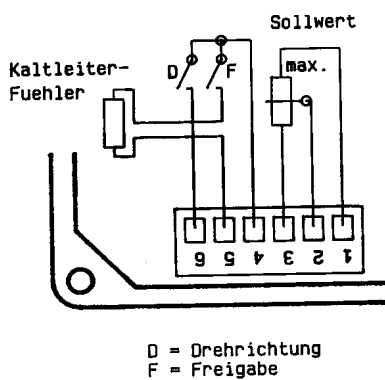 Sollwert
Kaltleiter-
Fuehler
D
F
max.
6 5 4 3 2 1
D = Drehrichtung
F = Freigabe